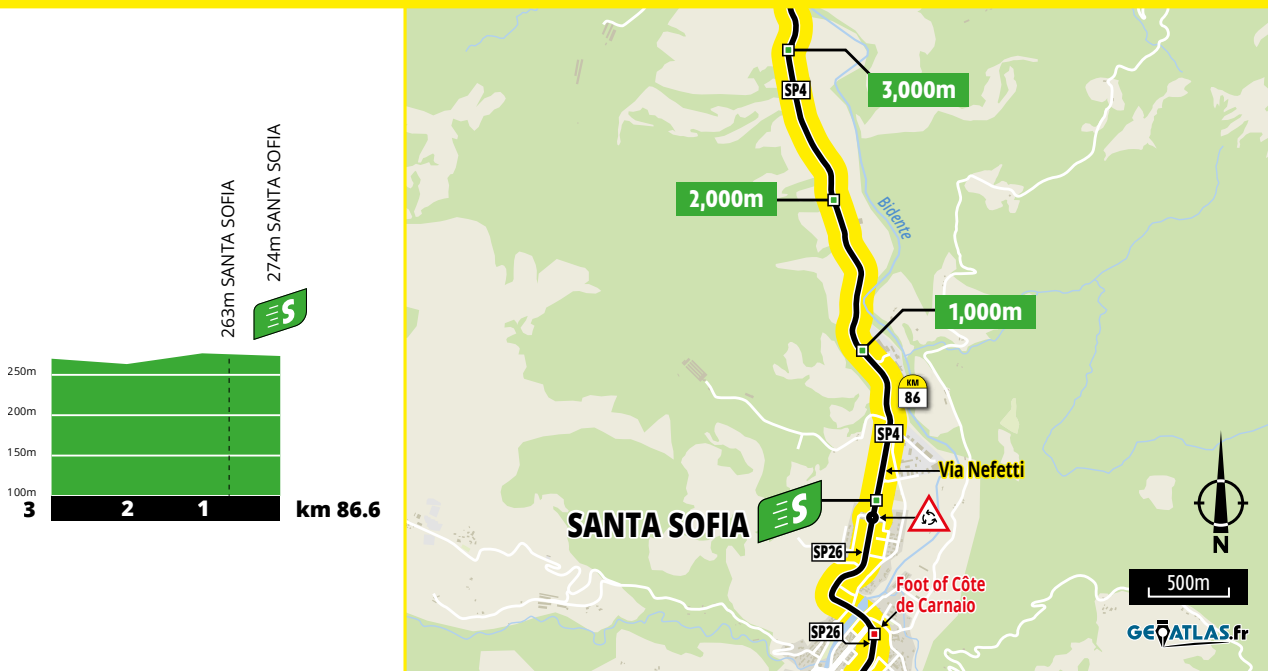 263m SANTA SOFIA
274m SANTA SOFIA
S
250m
200m
150m
100m
3
2
1
km 86.6
3,000m
SP4
2,000m
Bidente
1,000m
KM
86
SP4
Via Nefetti
SANTA SOFIA
S
SP26
Foot of Côte
de Carnaio
SP26
N
500m
GEOATLAS.fr